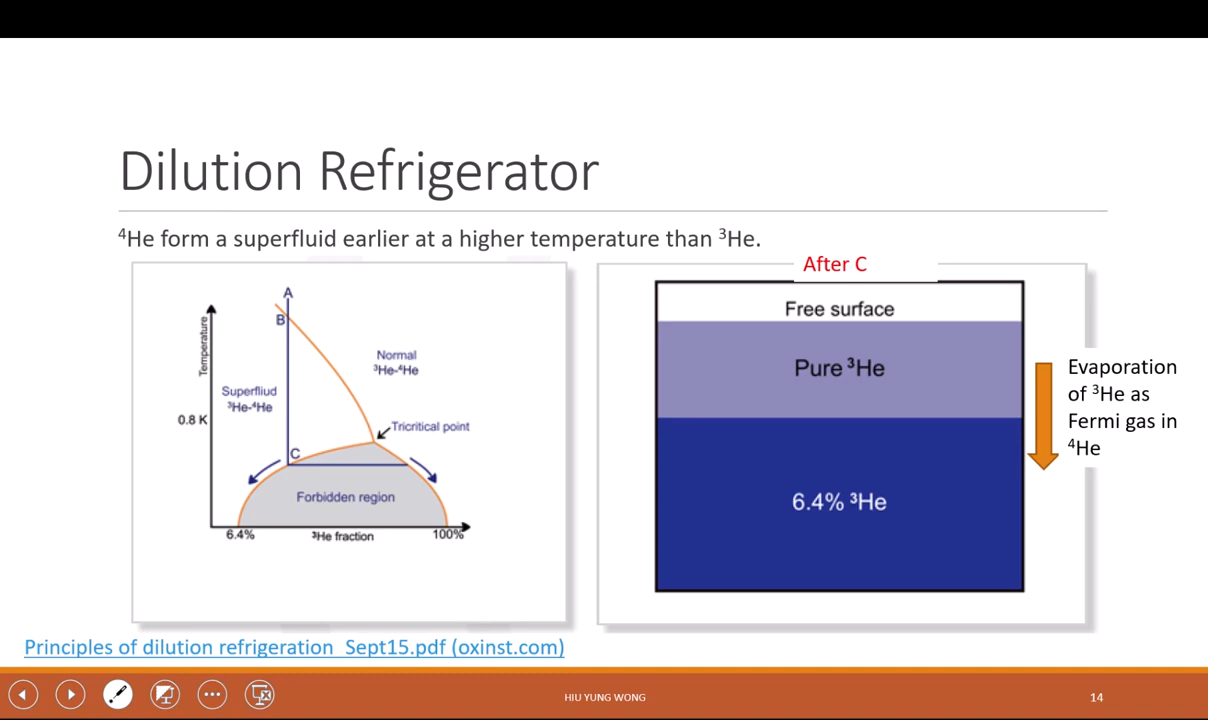 Dilution Refrigerator
⁴He form a superfluid earlier at a higher temperature than ³He.
A
B
Temperature
Normal
³He-⁴He
Superfliud
³He-⁴He
0.8 K
Tricritical point
C
Forbidden region
6.4%
³He fraction
100%
After C
Free surface
Pure ³He
6.4% ³He
Evaporation
of ³He as
Fermi gas in
⁴He
Principles of dilution refrigeration_Sept15.pdf (oxinst.com)
HIU YUNG WONG
14